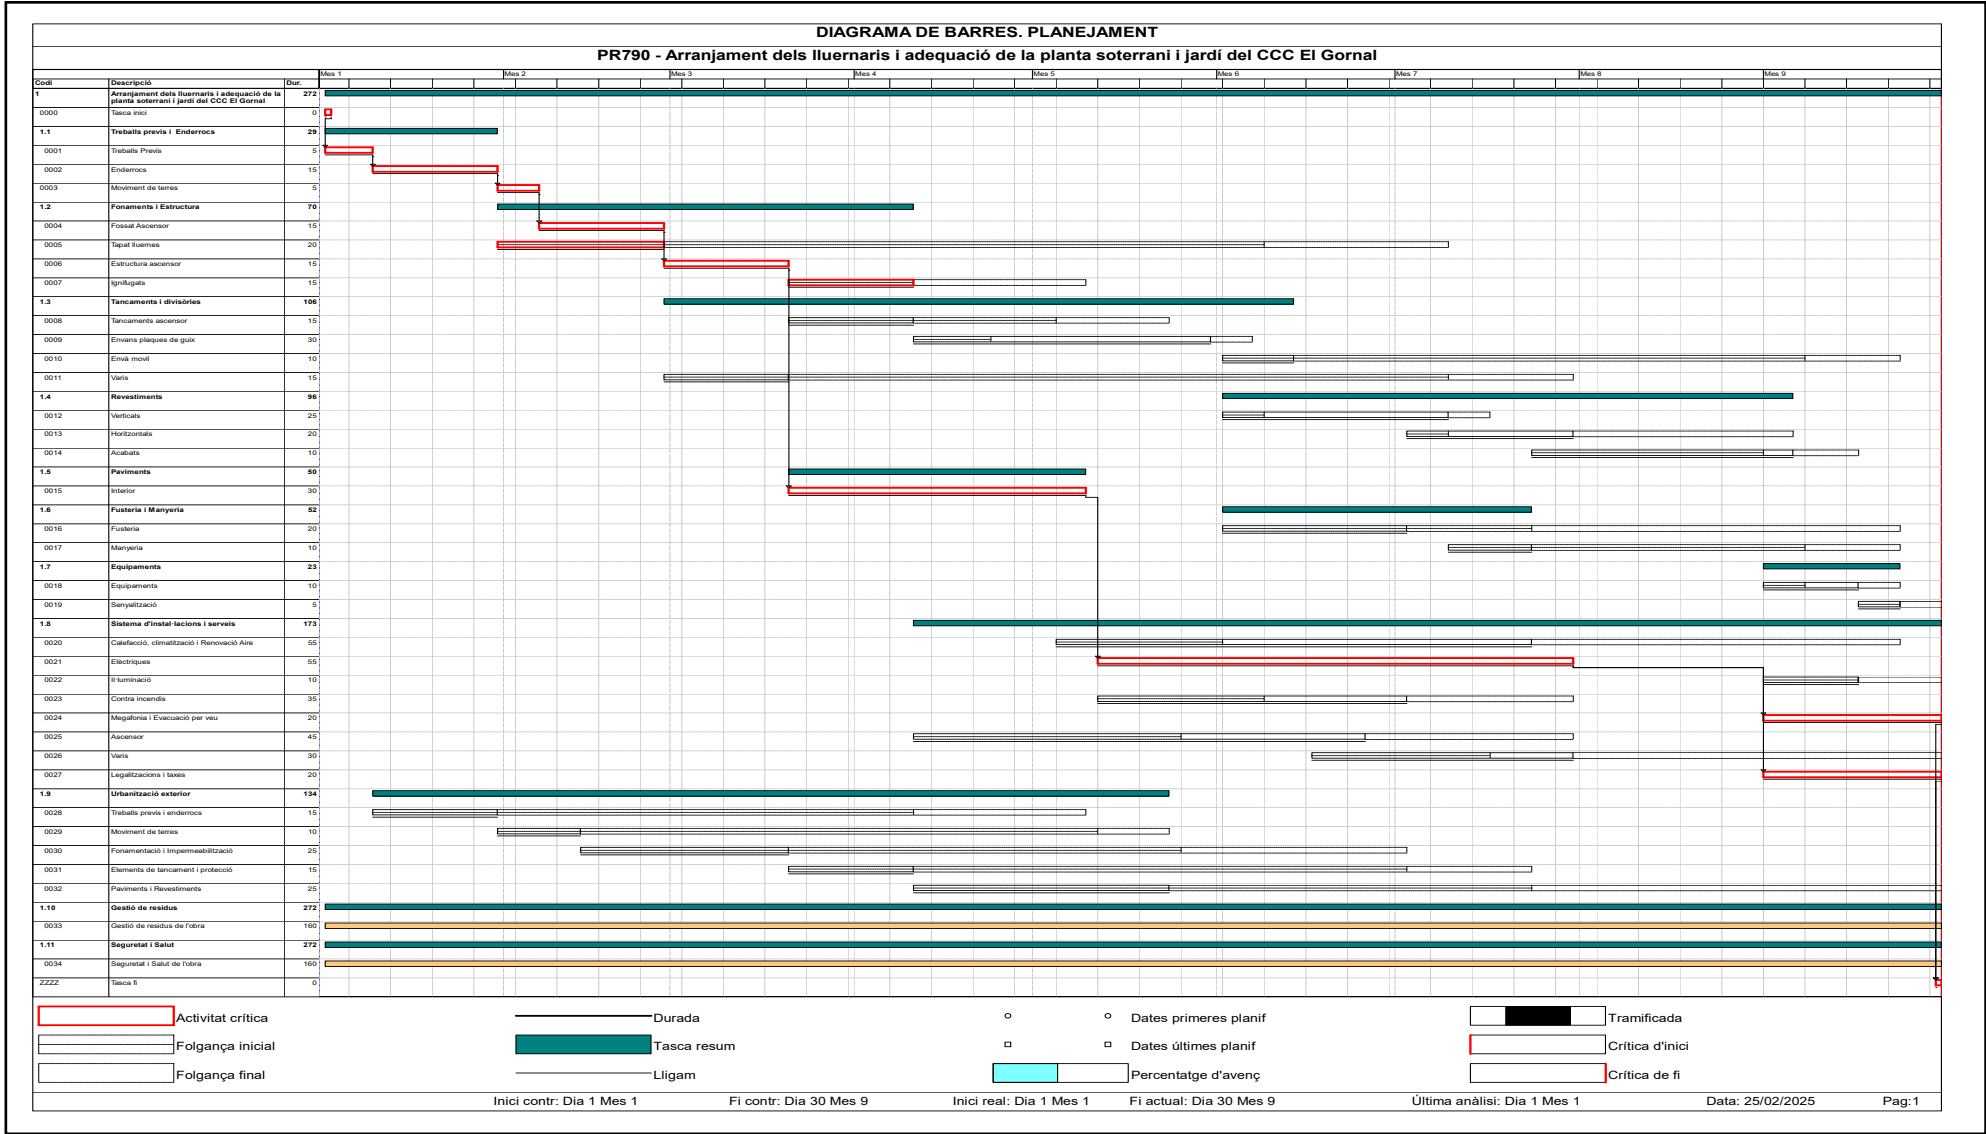 DIAGRAMA DE BARRES. PLANEJAMENT
PR790 - Arranjament dels lluernaris i adequació de la planta soterrani i jardí del CCC El Gornal
Mes 1 Mes 2 Mes 3 Mes 4 Mes 5 Mes 6 Mes 7 Mes 8 Mes 9
Codi Descripció Dur.
1 Arranjament dels lluernaris i adequació de la 272
planta soterrani i jardí del CCC El Gornal
0000 Tasca inici 0
1.1 Treballs previs i Enderrocs 29
0001 Treballs Previs 5
0002 Enderrocs 15
0003 Moviment de terres 5
1.2 Fonaments i Estructura 70
0004 Fossat Ascensor 15
0005 Tapat lluernes 20
0006 Estructura ascensor 15
0007 Ignifugats 15
1.3 Tancaments i divisòries 106
0008 Tancaments ascensor 15
0009 Envans plaques de guix 30
0010 Envà movil 10
0011 Varis 15
1.4 Revestiments 96
0012 Verticals 25
0013 Horitzontals 20
0014 Acabats 10
1.5 Paviments 50
0015 Interior 30
1.6 Fusteria i Manyeria 52
0016 Fusteria 20
0017 Manyeria 10
1.7 Equipaments 23
0018 Equipaments 10
0019 Senyalització 5
1.8 Sistema d'instal·lacions i serveis 173
0020 Calefacció, climatització i Renovació Aire 55
0021 Elèctriques 55
0022 Il·luminació 10
0023 Contra incendis 35
0024 Megafonia i Evacuació per veu 20
0025 Ascensor 45
0026 Varis 30
0027 Legalitzacions i taxes 20
1.9 Urbanització exterior 134
0028 Treballs previs i enderrocs 15
0029 Moviment de terres 10
0030 Fonamentació i Impermeabilització 25
0031 Elements de tancament i protecció 15
0032 Paviments i Revestiments 25
1.10 Gestió de residus 272
0033 Gestió de residus de l'obra 160
1.11 Seguretat i Salut 272
0034 Seguretat i Salut de l'obra 160
ZZZZ Tasca fi 0
Activitat crítica Durada Dates primeres planif Tramificada
Folgança inicial Tasca resum Dates últimes planif Crítica d'inici
Folgança final Lligam Percentatge d'avenç Crítica de fi
Inici contr: Dia 1 Mes 1 Fi contr: Dia 30 Mes 9 Inici real: Dia 1 Mes 1 Fi actual: Dia 30 Mes 9 Última anàlisi: Dia 1 Mes 1 Data: 25/02/2025 Pag:1